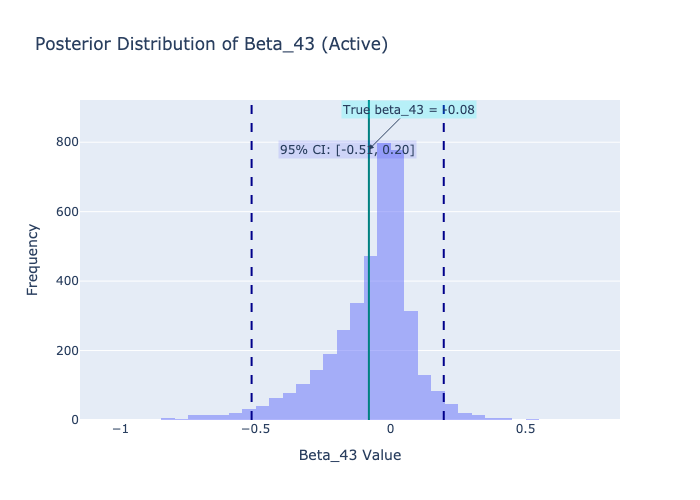 Posterior Distribution of Beta_43 (Active)
True beta_43 = -0.08
95% CI: [-0.51, 0.20]
Frequency
800
600
400
200
0
−1
−0.5
0
0.5
Beta_43 Value